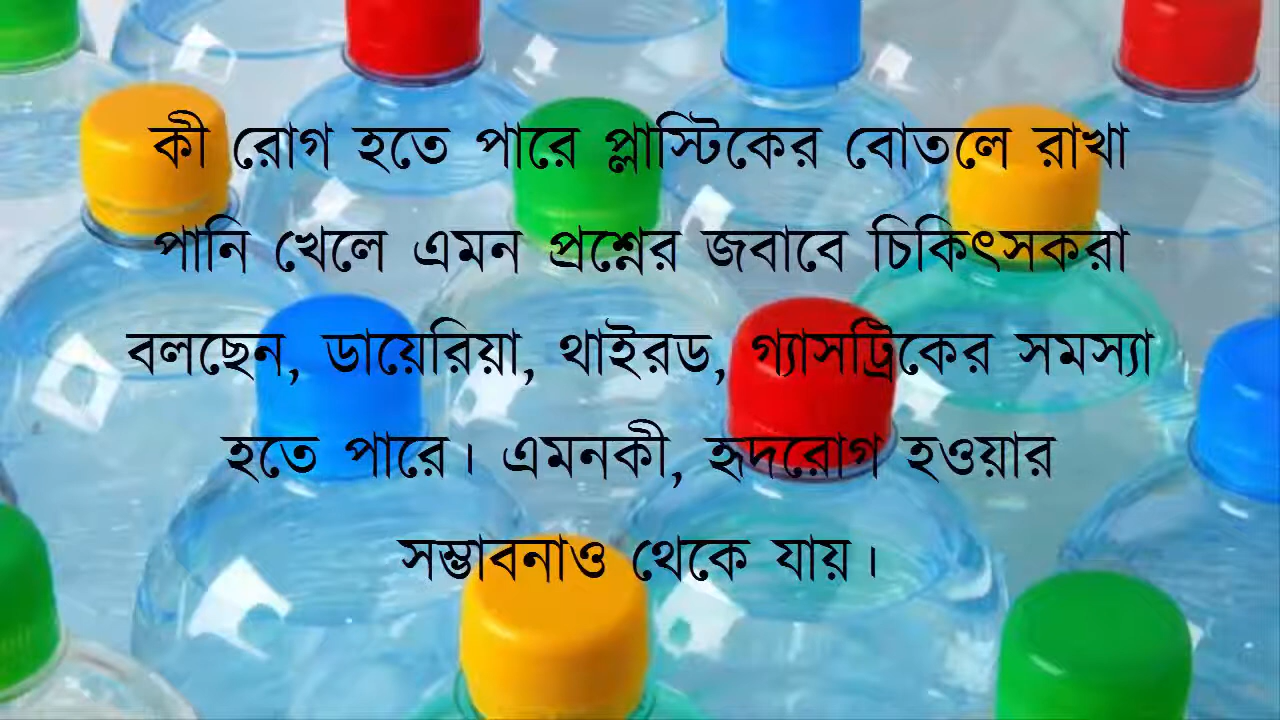 কী রোগ হতে পারে প্লাস্টিকের বোতলে রাখা
পানি খেলে এমন প্রশ্নের জবাবে চিকিৎসকরা
বলছেন, ডায়েরিয়া, থাইরড, গ্যাসট্রিকের সমস্যা
হতে পারে। এমনকী, হৃদরোগ হওয়ার
সম্ভাবনাও থেকে যায়।